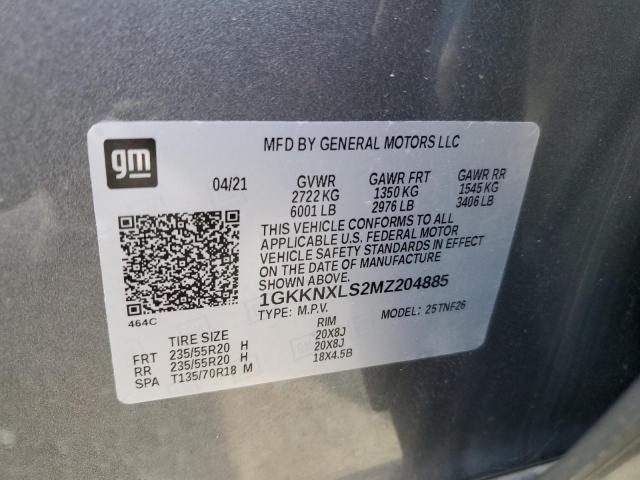 gm
MFD BY GENERAL MOTORS LLC
04/21 GVWR GAWR FRT GAWR RR
2722 KG 1350 KG 1545 KG
6001 LB 2976 LB 3406 LB
THIS VEHICLE CONFORMS TO ALL
APPLICABLE U.S. FEDERAL MOTOR
VEHICLE SAFETY STANDARDS IN EFFECT
ON THE DATE OF MANUFACTURE
SHOWN ABOVE.
1GKKNXLS2MZ204885
464C TYPE: M.P.V. MODEL: 25TNF26
TIRE SIZE RIM
FRT 235/55R20 H 20X8J
RR 235/55R20 H 20X8J
SPA T135/70R18 M 18X4.5B